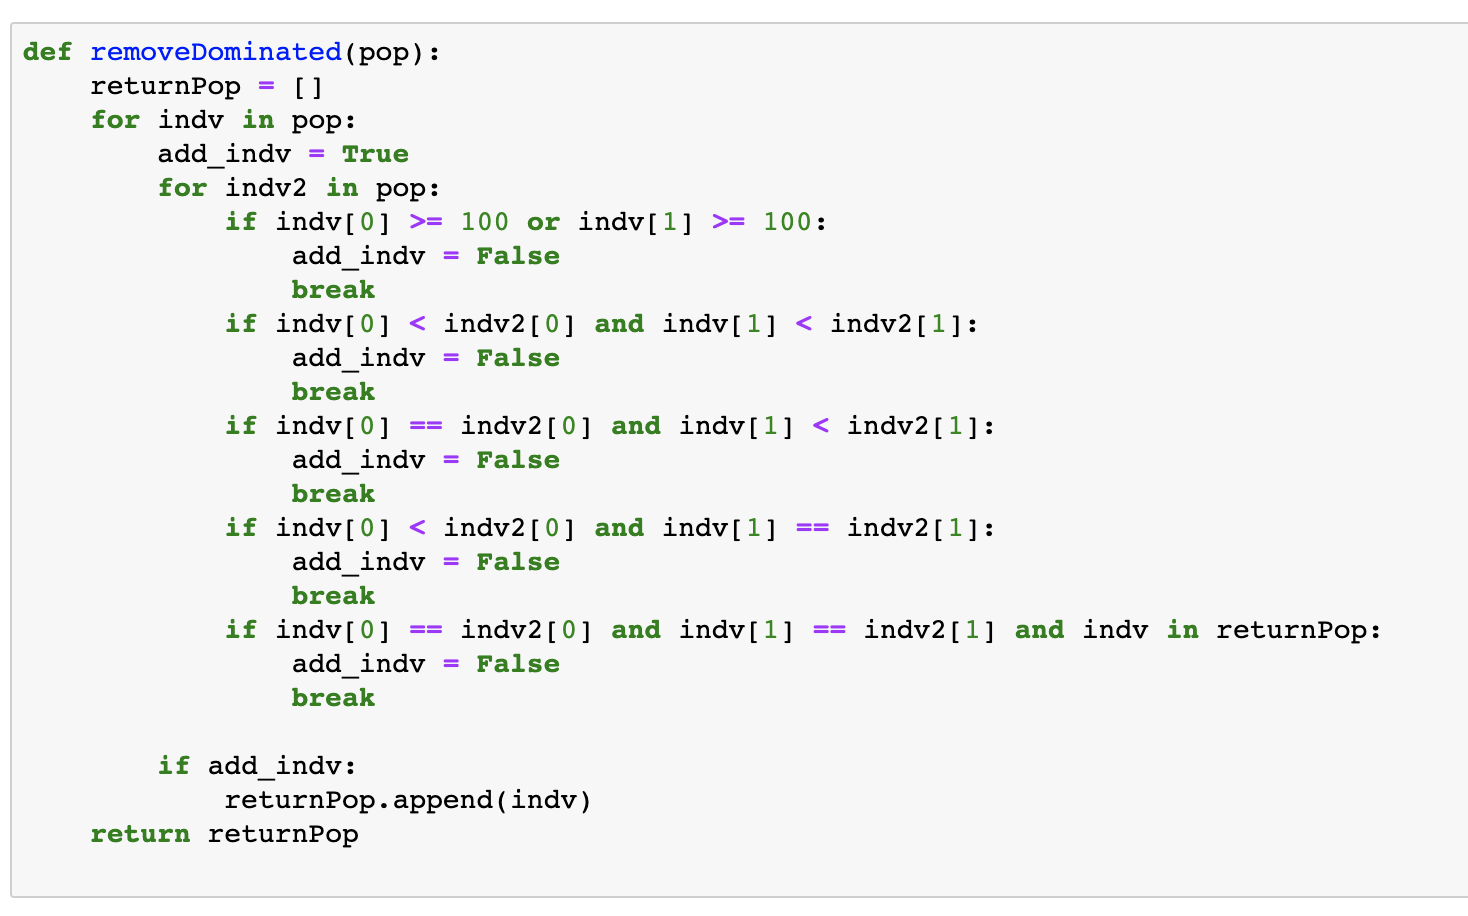 def removeDominated(pop):
    returnPop = []
    for indv in pop:
        add_indv = True
        for indv2 in pop:
            if indv[0] >= 100 or indv[1] >= 100:
                add_indv = False
                break
            if indv[0] < indv2[0] and indv[1] < indv2[1]:
                add_indv = False
                break
            if indv[0] == indv2[0] and indv[1] < indv2[1]:
                add_indv = False
                break
            if indv[0] < indv2[0] and indv[1] == indv2[1]:
                add_indv = False
                break
            if indv[0] == indv2[0] and indv[1] == indv2[1] and indv in returnPop:
                add_indv = False
                break
        if add_indv:
            returnPop.append(indv)
    return returnPop